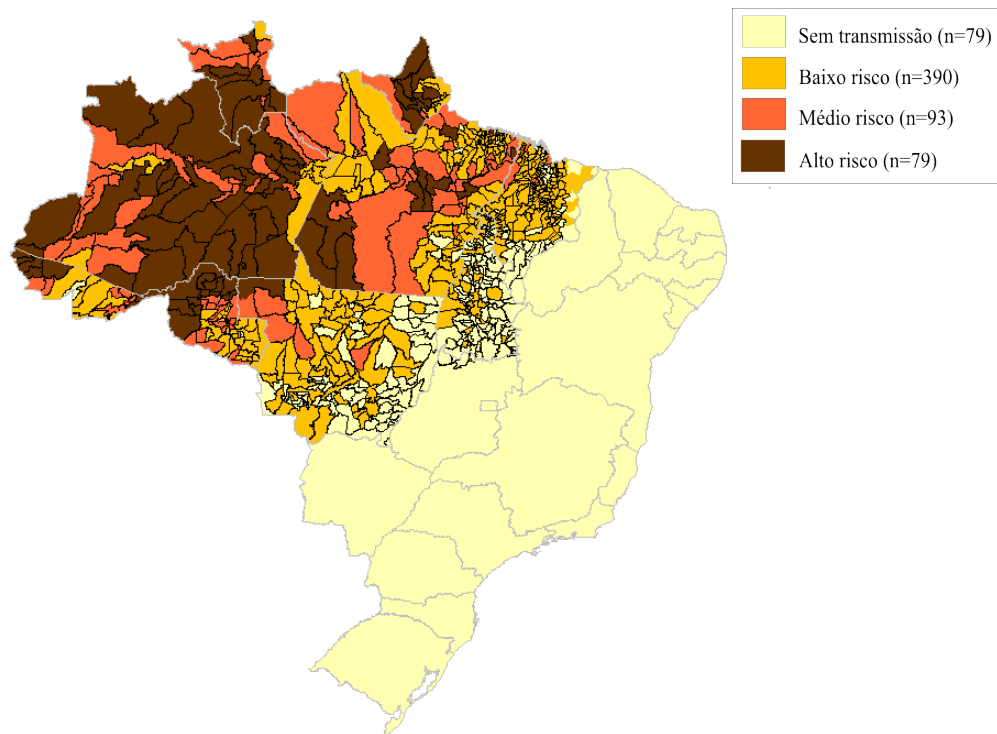 Sem transmissão (n=79)
Baixo risco (n=390)
Médio risco (n=93)
Alto risco (n=79)